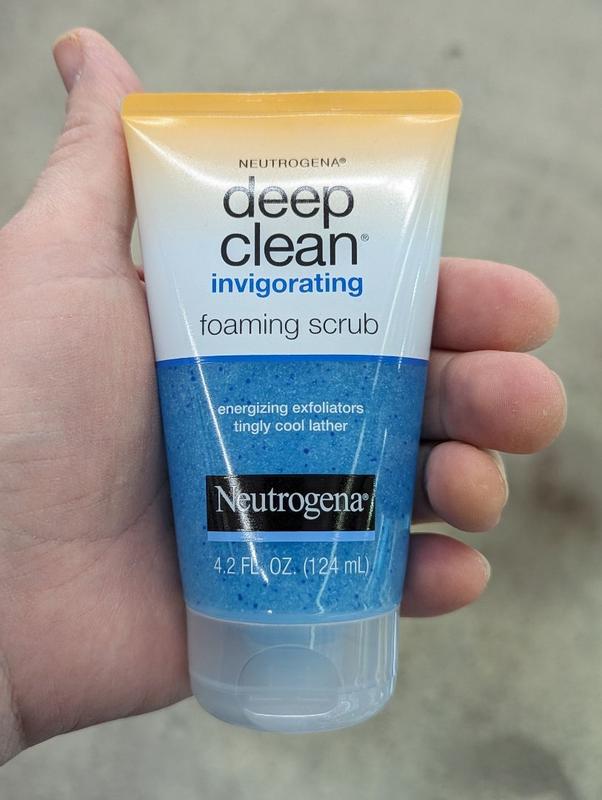 NEUTROGENA®
deep
clean®
invigorating
foaming scrub
energizing exfoliators
tingly cool lather
Neutrogena®
4.2 FL. OZ. (124 mL)